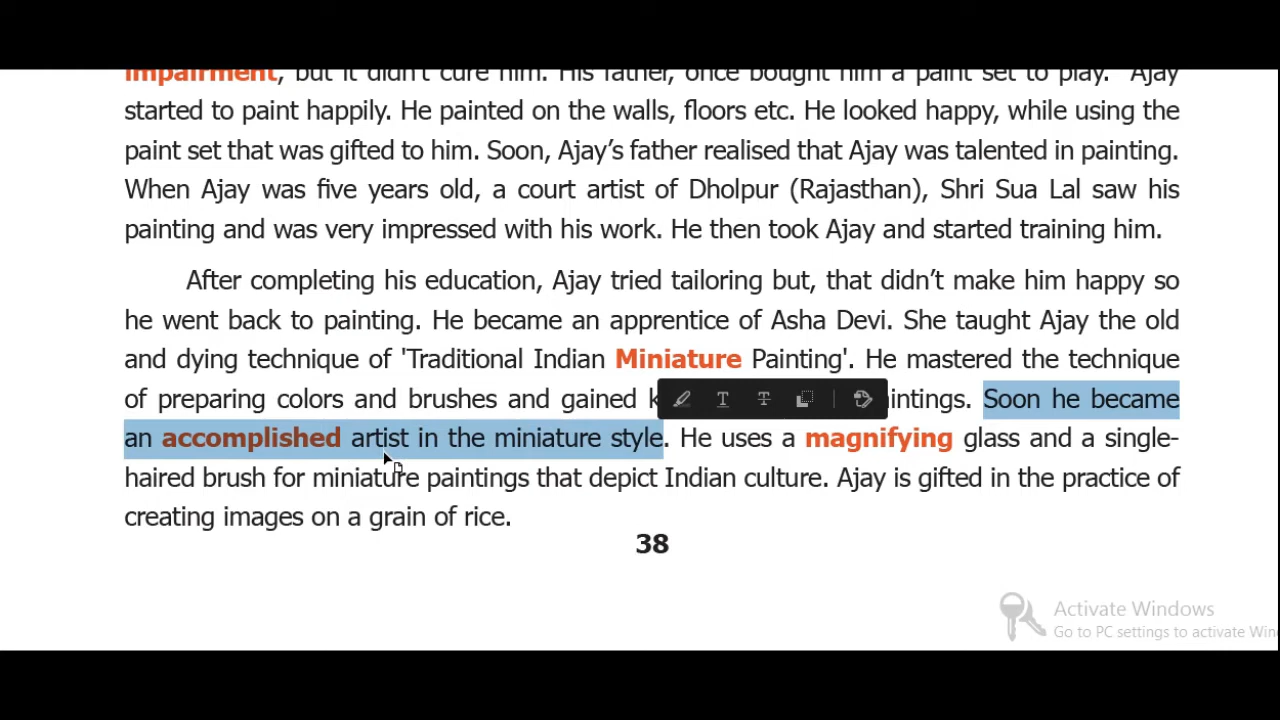 impairment, but it didn't cure him. His father, once bought him a paint set to play. Ajay
started to paint happily. He painted on the walls, floors etc. He looked happy, while using the
paint set that was gifted to him. Soon, Ajay's father realised that Ajay was talented in painting.
When Ajay was five years old, a court artist of Dholpur (Rajasthan), Shri Sua Lal saw his
painting and was very impressed with his work. He then took Ajay and started training him.
After completing his education, Ajay tried tailoring but, that didn't make him happy so
he went back to painting. He became an apprentice of Asha Devi. She taught Ajay the old
and dying technique of 'Traditional Indian Miniature Painting'. He mastered the technique
of preparing colors and brushes and gained Soon he became
an accomplished artist in the miniature style. He uses a magnifying glass and a single-
haired brush for miniature paintings that depict Indian culture. Ajay is gifted in the practice of
creating images on a grain of rice.
38
Activate Windows
Go to PC settings to activate